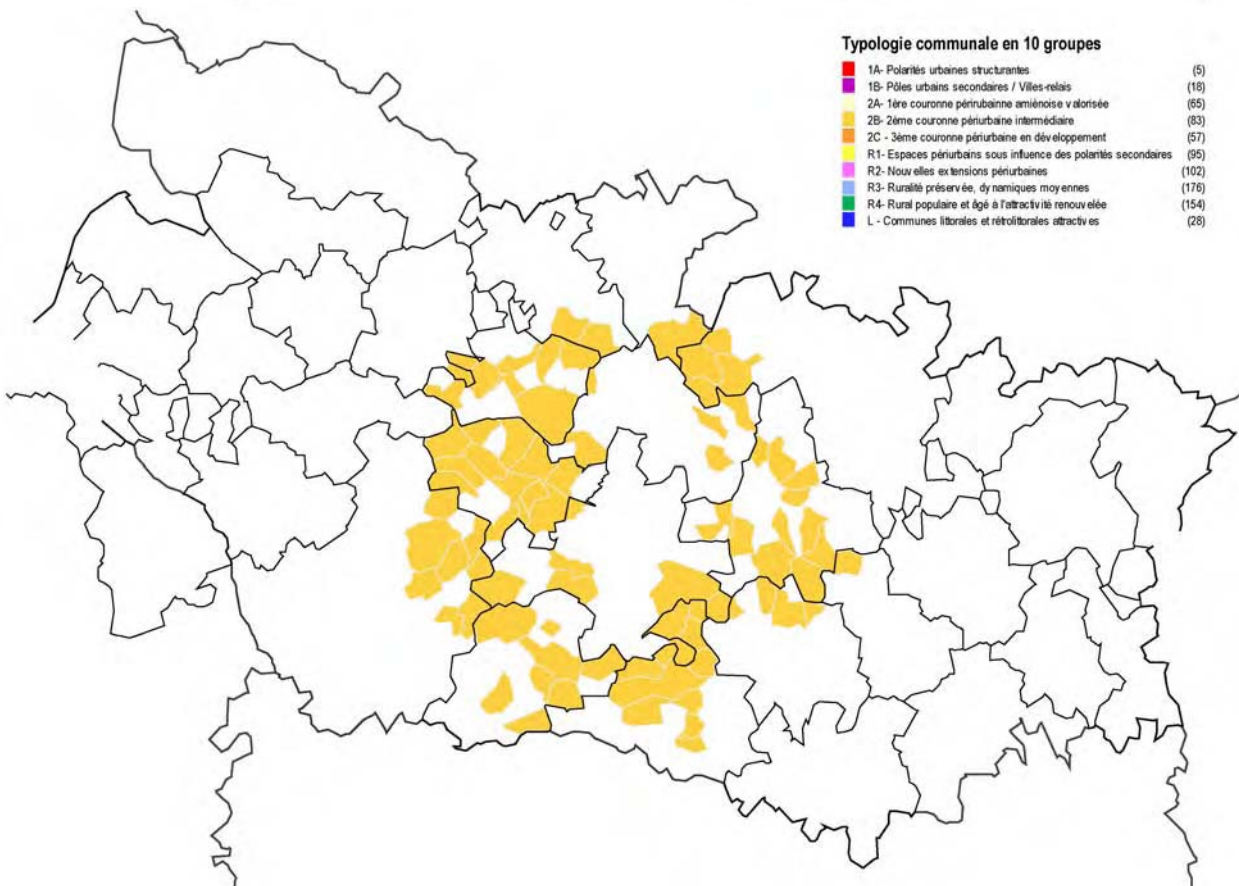 Typologie communale en 10 groupes
1A- Polarités urbaines structurantes (5)
1B- Pôles urbains secondaires / Villes-relais (18)
2A- 1ère couronne périrubainne amiénoise valorisée (65)
2B- 2ème couronne périurbaine intermédiaire (83)
2C - 3ème couronne périurbaine en développement (57)
R1- Espaces périurbains sous influence des polarités secondaires (95)
R2- Nouvelles extensions périurbaines (102)
R3- Ruralité préservée, dynamiques moyennes (176)
R4- Rural populaire et âgé à l'attractivité renouvelée (154)
L - Communes littorales et rétrolittorales attractives (28)